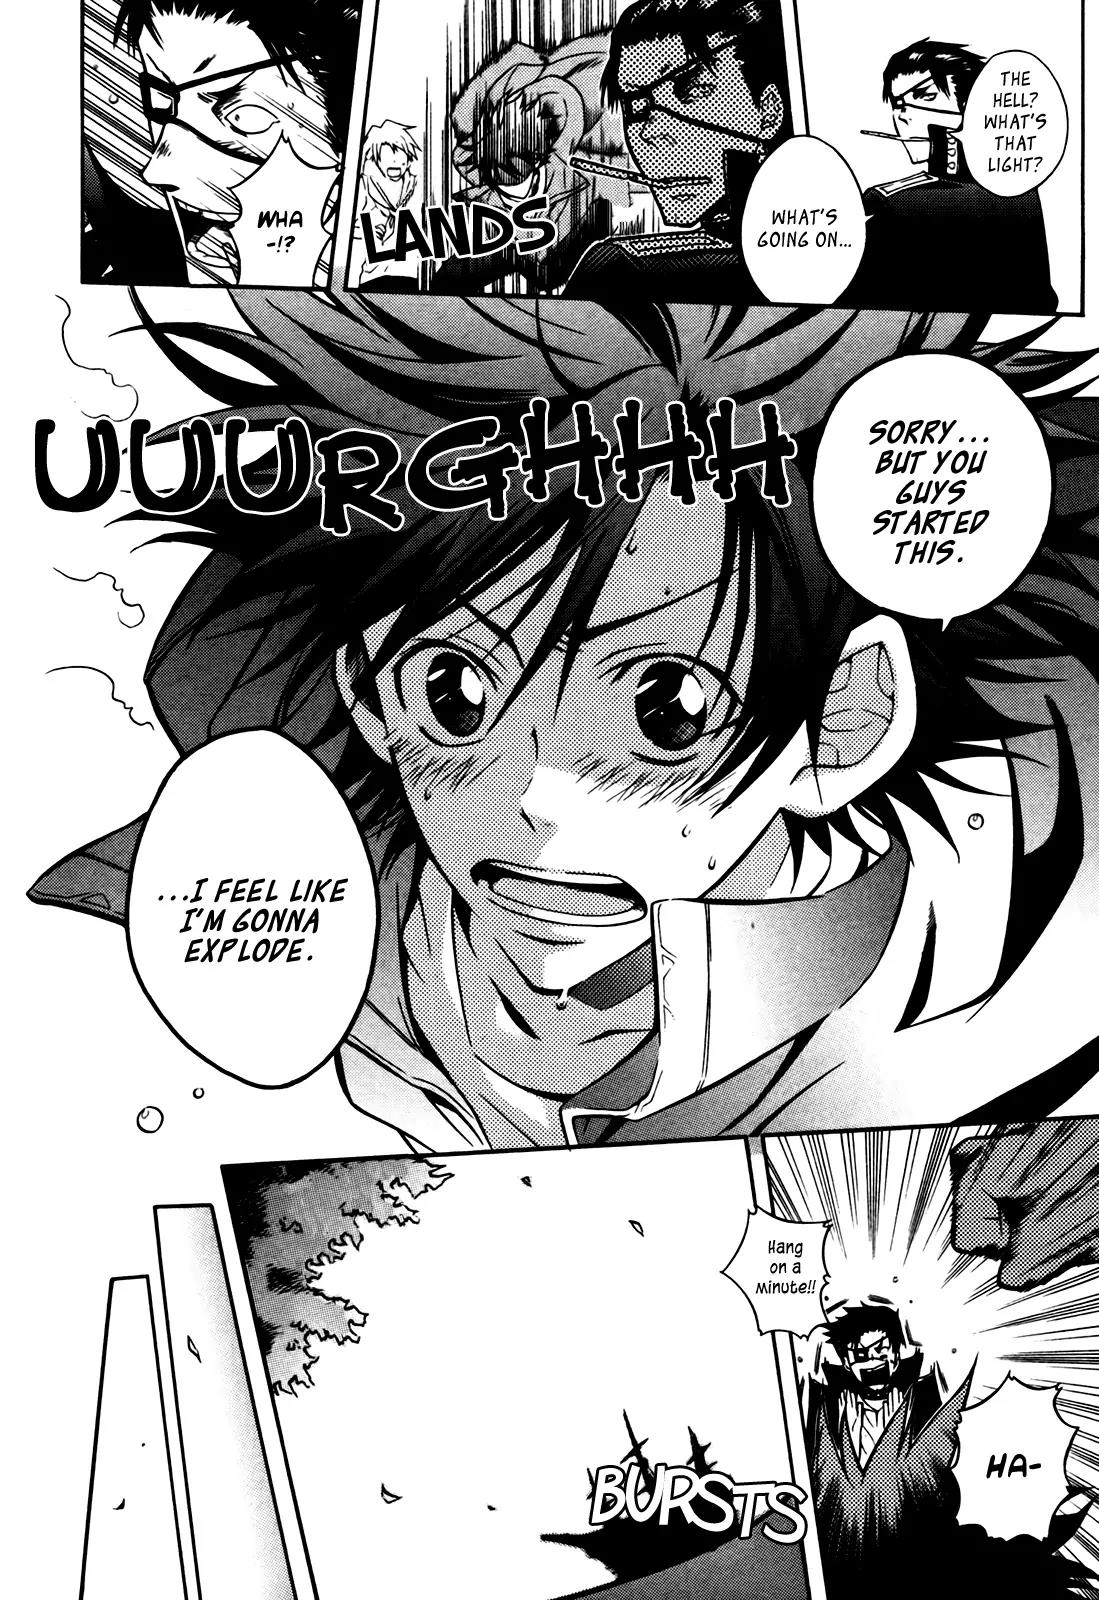 THE
HELL?
WHAT'S
THAT
LIGHT?
WHAT'S
GOING ON...
LANDS
WHA
-!?
SORRY...
BUT YOU
GUYS
STARTED
THIS.
UUURGHHH
...I FEEL LIKE
I'M GONNA
EXPLODE.
Hang
on a
minute!!
HA-
BURSTS